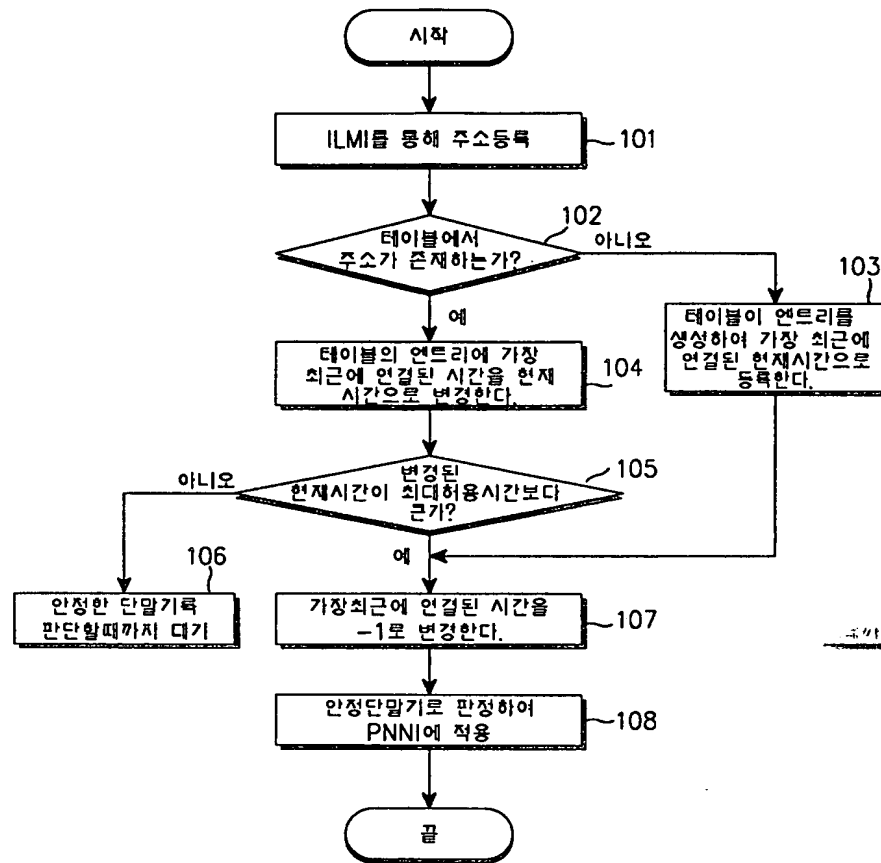 시작
ILMI를 통해 주소등록
101
102
테이블에서
주소가 존재하는가?
아니오
예
103
테이블이 엔트리를
생성하여 가장 최근에
연결된 현재시간으로
등록한다.
테이블의 엔트리에 가장
최근에 연결된 시간을 현재
시간으로 변경한다.
104
변경된
현재시간이 최대허용시간보다
큰가?
105
아니오
예
106
안정한 단말기로
판단할때까지 대기
가장최근에 연결된 시간을
-1로 변경한다.
107
안정단말기로 판정하여
PNNI에 적용
108
끝